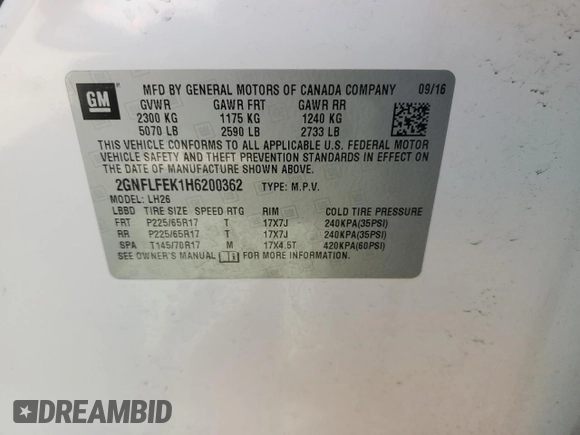 GM
MFD BY GENERAL MOTORS OF CANADA COMPANY 09/16
GVWR GAWR FRT GAWR RR
2300 KG 1175 KG 1240 KG
5070 LB 2590 LB 2733 LB
THIS VEHICLE CONFORMS TO ALL APPLICABLE U.S. FEDERAL MOTOR
VEHICLE SAFETY AND THEFT PREVENTION STANDARDS IN EFFECT ON
THE DATE OF MANUFACTURE SHOWN ABOVE.
2GNFLFEK1H6200362 TYPE: M.P.V.
MODEL: LH26
LBBD TIRE SIZE SPEED RTG RIM COLD TIRE PRESSURE
FRT P225/65R17 T 17X7J 240KPA(35PSI)
RR P225/65R17 T 17X7J 240KPA(35PSI)
SPA T145/70R17 M 17X4.5T 420KPA(60PSI)
SEE OWNER'S MANUAL FOR MORE INFORMATION.
DREAMBID